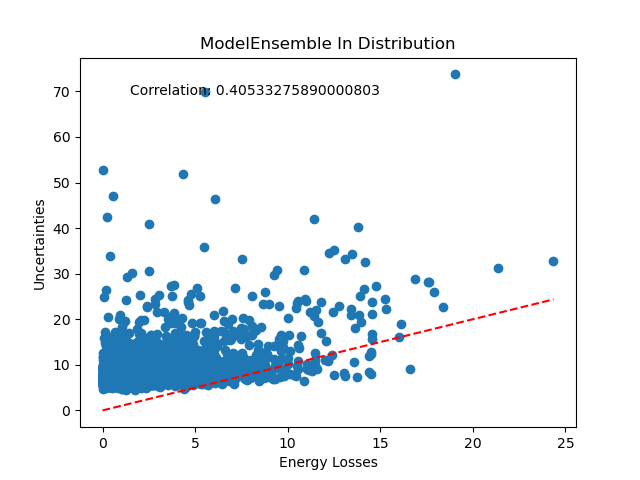 ModelEnsemble In Distribution
Correlation: 0.40533275890000803
70
60
50
40
30
20
10
0
Uncertainties
0 5 10 15 20 25
Energy Losses